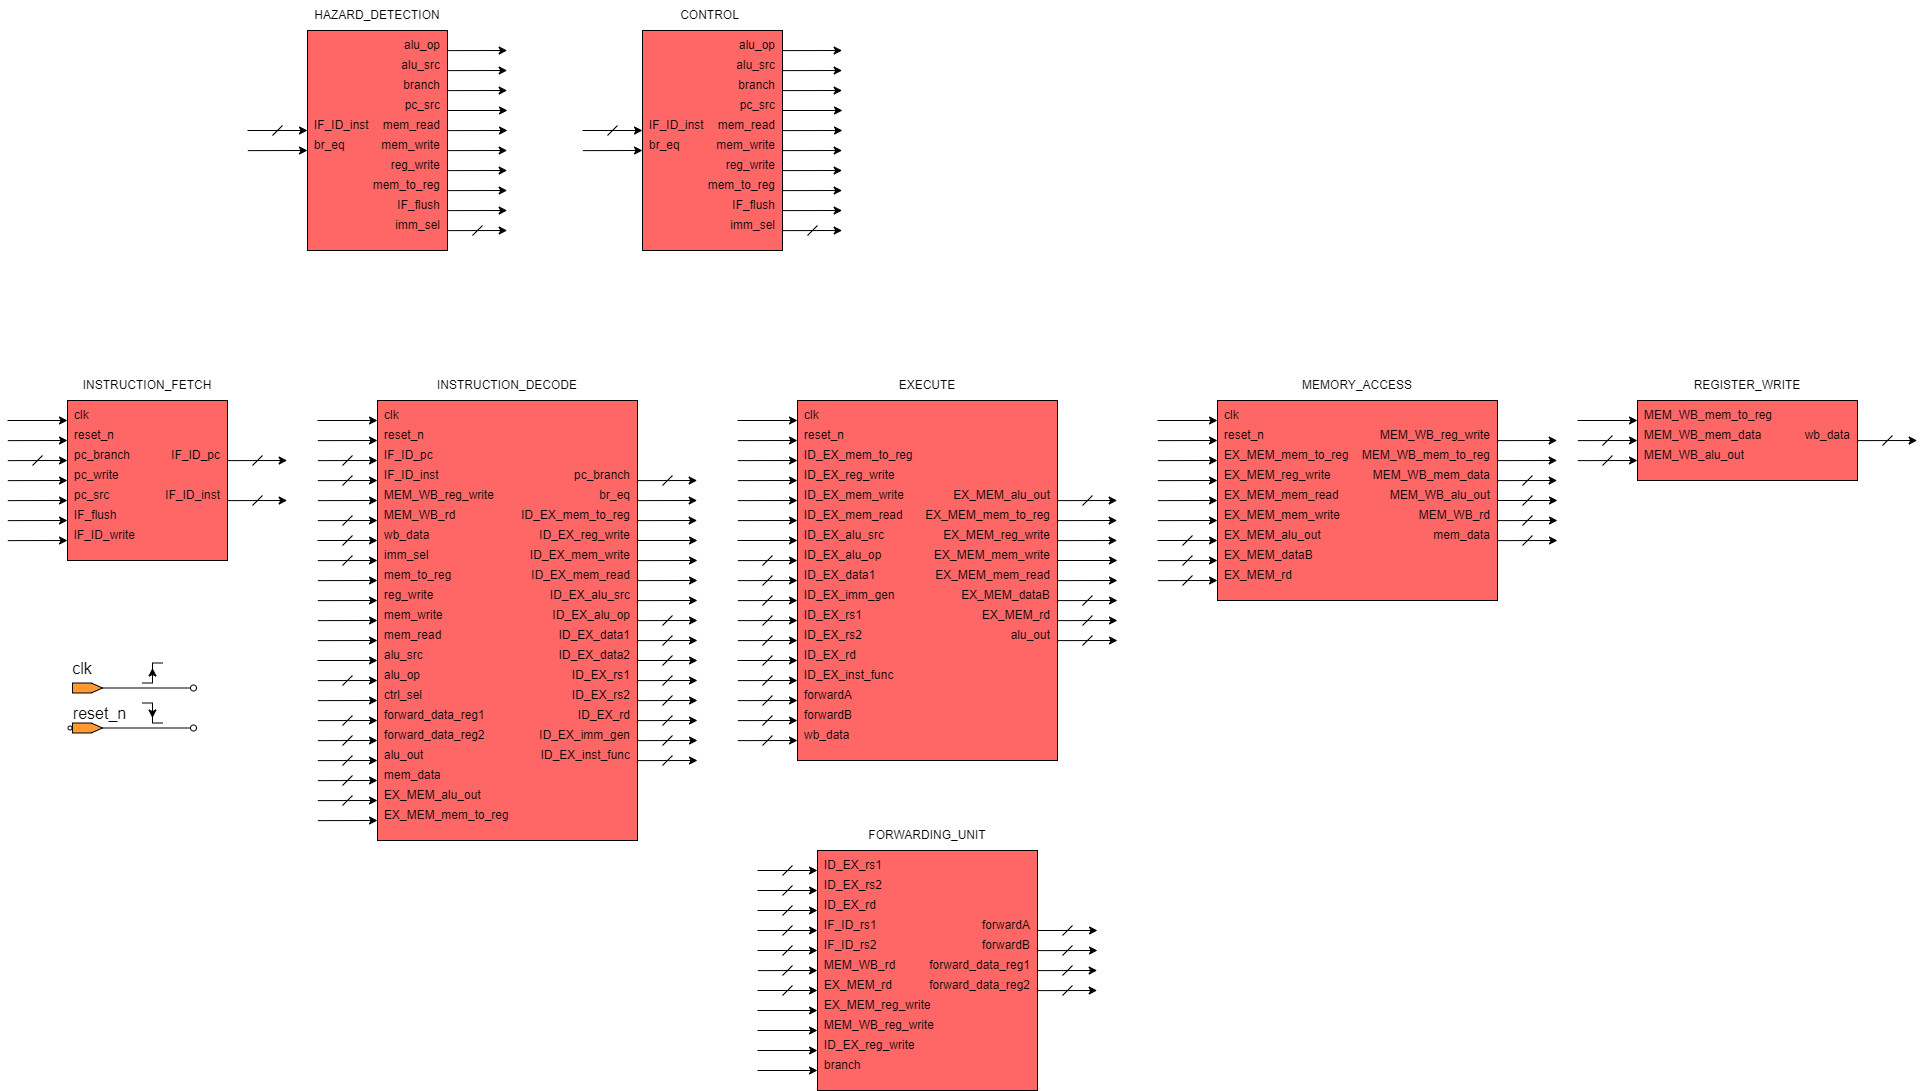 HAZARD_DETECTION
alu_op
alu_src
branch
pc_src
IF_ID_inst mem_read
br_eq mem_write
reg_write
mem_to_reg
IF_flush
imm_sel
CONTROL
alu_op
alu_src
branch
pc_src
IF_ID_inst mem_read
br_eq mem_write
reg_write
mem_to_reg
IF_flush
imm_sel
INSTRUCTION_FETCH
clk
reset_n
pc_branch IF_ID_pc
pc_write
pc_src IF_ID_inst
IF_flush
IF_ID_write
INSTRUCTION_DECODE
clk
reset_n
IF_ID_pc
IF_ID_inst pc_branch
MEM_WB_reg_write br_eq
MEM_WB_rd ID_EX_mem_to_reg
wb_data ID_EX_reg_write
imm_sel ID_EX_mem_write
mem_to_reg ID_EX_mem_read
reg_write ID_EX_alu_src
mem_write ID_EX_alu_op
mem_read ID_EX_data1
alu_src ID_EX_data2
alu_op ID_EX_rs1
ctrl_sel ID_EX_rs2
forward_data_reg1 ID_EX_rd
forward_data_reg2 ID_EX_imm_gen
alu_out ID_EX_inst_func
mem_data
EX_MEM_alu_out
EX_MEM_mem_to_reg
EXECUTE
clk
reset_n
ID_EX_mem_to_reg
ID_EX_reg_write
ID_EX_mem_write EX_MEM_alu_out
ID_EX_mem_read EX_MEM_mem_to_reg
ID_EX_alu_src EX_MEM_reg_write
ID_EX_alu_op EX_MEM_mem_write
ID_EX_data1 EX_MEM_mem_read
ID_EX_imm_gen EX_MEM_dataB
ID_EX_rs1 EX_MEM_rd
ID_EX_rs2 alu_out
ID_EX_rd
ID_EX_inst_func
forwardA
forwardB
wb_data
MEMORY_ACCESS
clk
reset_n MEM_WB_reg_write
EX_MEM_mem_to_reg MEM_WB_mem_to_reg
EX_MEM_reg_write MEM_WB_mem_data
EX_MEM_mem_read MEM_WB_alu_out
EX_MEM_mem_write MEM_WB_rd
EX_MEM_alu_out mem_data
EX_MEM_dataB
EX_MEM_rd
REGISTER_WRITE
MEM_WB_mem_to_reg
MEM_WB_mem_data wb_data
MEM_WB_alu_out
clk
reset_n
FORWARDING_UNIT
ID_EX_rs1
ID_EX_rs2
ID_EX_rd
IF_ID_rs1 forwardA
IF_ID_rs2 forwardB
MEM_WB_rd forward_data_reg1
EX_MEM_rd forward_data_reg2
EX_MEM_reg_write
MEM_WB_reg_write
ID_EX_reg_write
branch